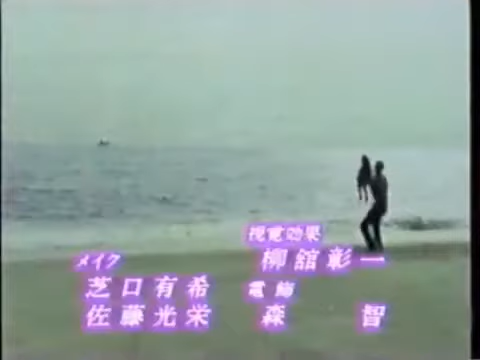 メイク
芝口有希
佐藤光栄
視覚効果
柳舘彰一
電飾
森 智